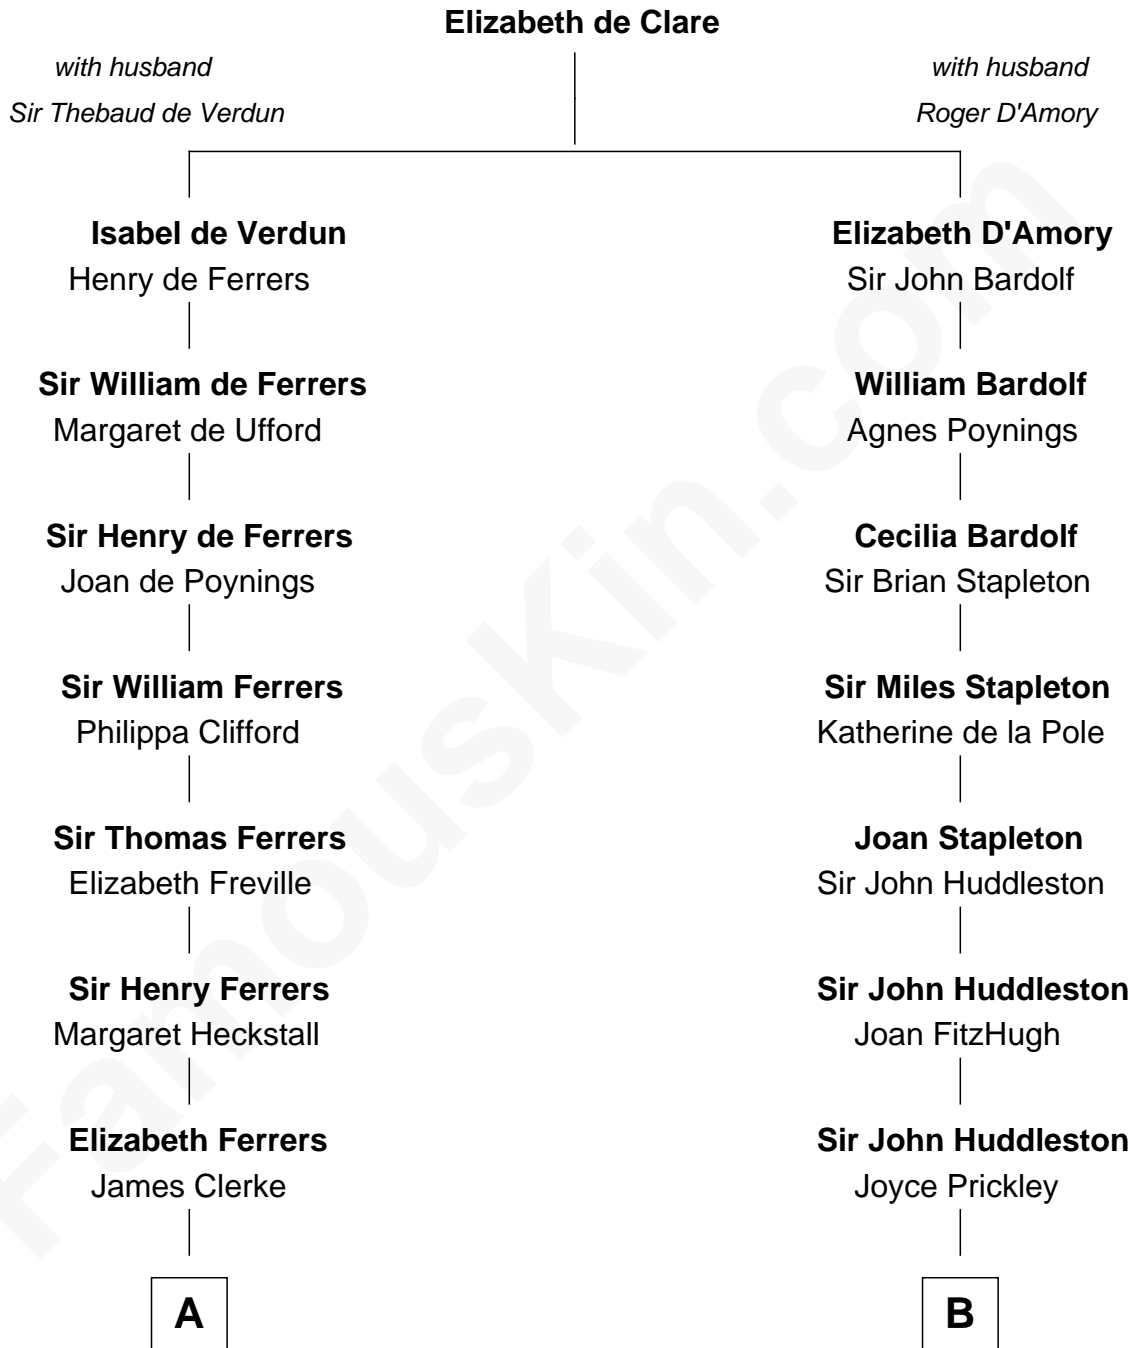 Elizabeth de Clare
with husband
Sir Thebaud de Verdun
with husband
Roger D'Amory
Isabel de Verdun
Henry de Ferrers
Elizabeth D'Amory
Sir John Bardolf
Sir William de Ferrers
Margaret de Ufford
William Bardolf
Agnes Poynings
Sir Henry de Ferrers
Joan de Poynings
Cecilia Bardolf
Sir Brian Stapleton
Sir William Ferrers
Philippa Clifford
Sir Miles Stapleton
Katherine de la Pole
Sir Thomas Ferrers
Elizabeth Freville
Joan Stapleton
Sir John Huddleston
Sir Henry Ferrers
Margaret Heckstall
Sir John Huddleston
Joan FitzHugh
Elizabeth Ferrers
James Clerke
Sir John Huddleston
Joyce Prickley
A
B
FamousKin.com